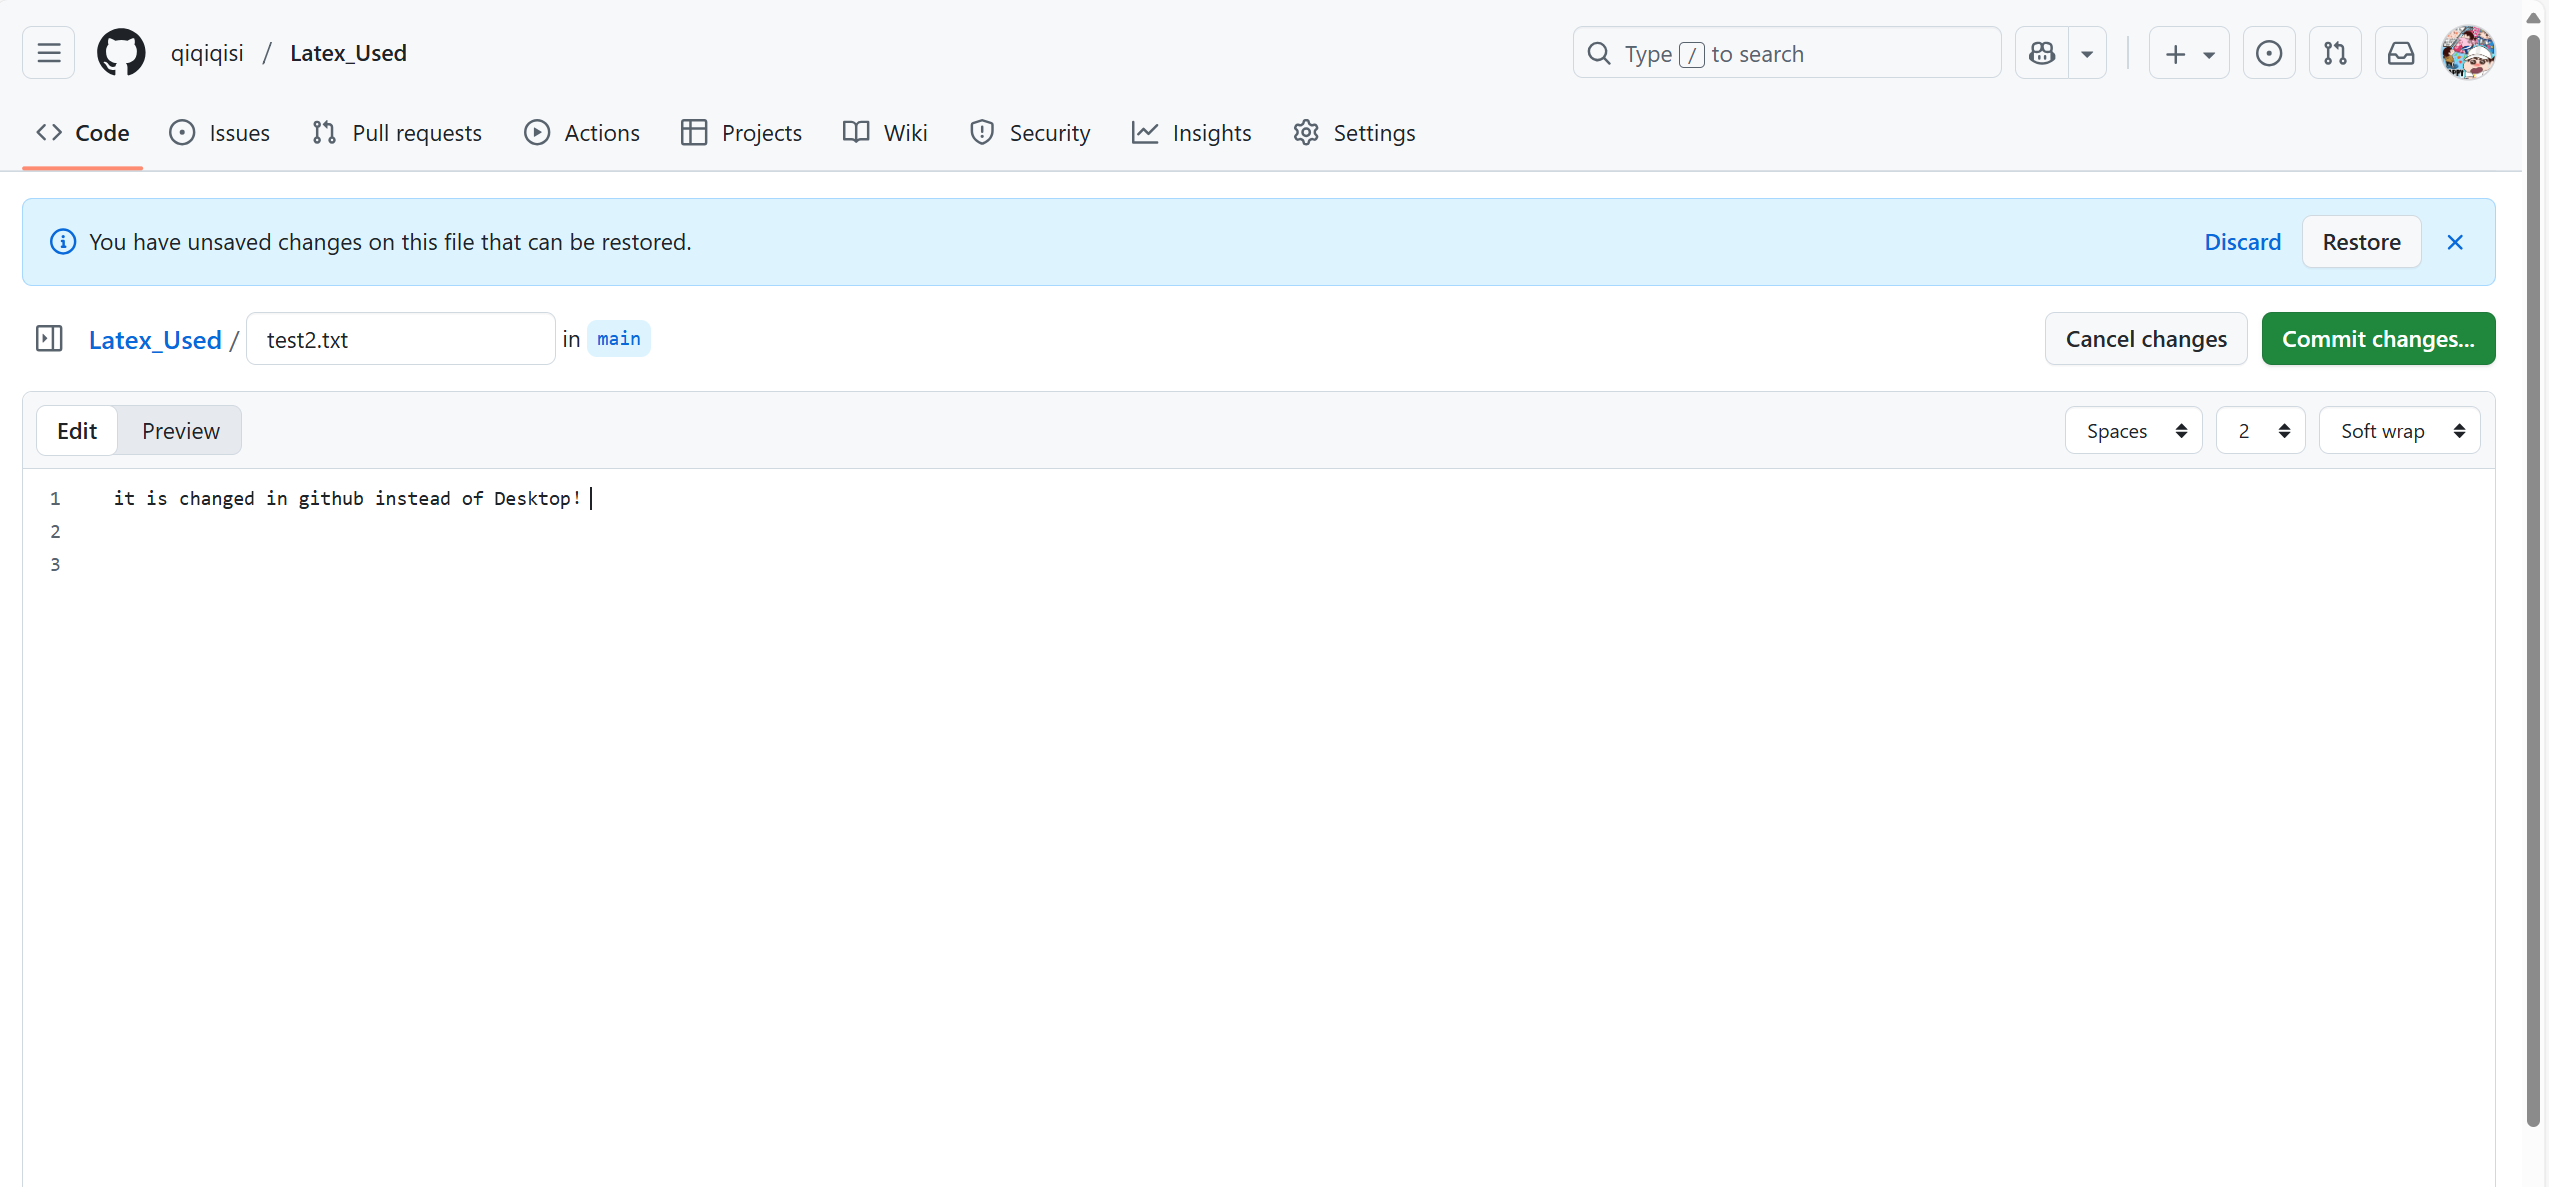 qiqiqisi / Latex_Used
Type / to search
Code Issues Pull requests Actions Projects Wiki Security Insights Settings
You have unsaved changes on this file that can be restored. Discard Restore
Latex_Used / test2.txt in main Cancel changes Commit changes...
Edit Preview Spaces 2 Soft wrap
1 it is changed in github instead of Desktop!
2
3